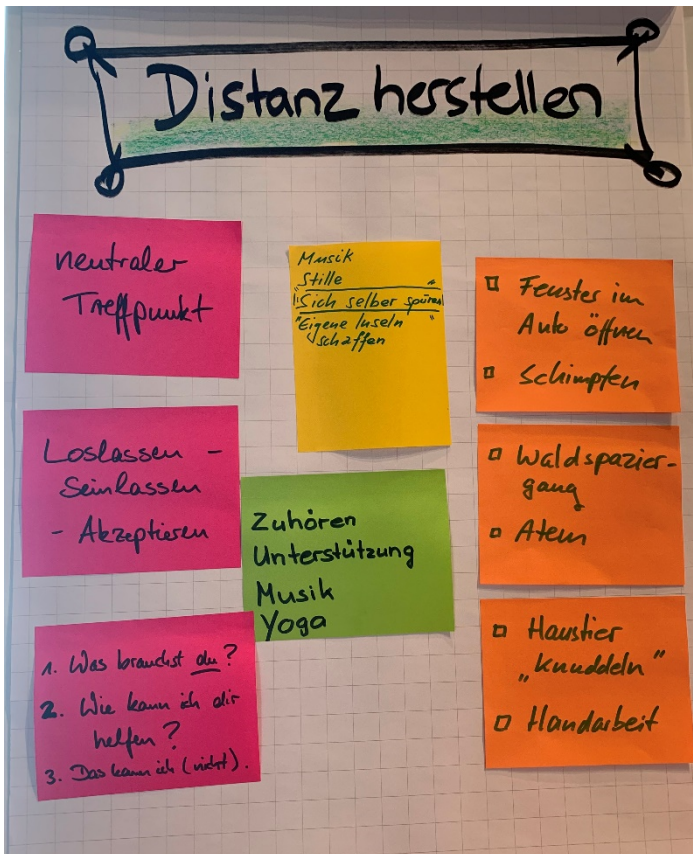 Distanz herstellen
neutraler
Treffpunkt
Loslassen -
Seinlassen
- Akzeptieren
1. Was brauchst du?
2. Wie kann ich dir
helfen?
3. Das kann ich (nicht).
Musik
Stille
"Sich selber spüren"
"Eigene Inseln"
schaffen
Zuhören
Unterstützung
Musik
Yoga
Fenster im
Auto öffnen
Schimpfen
Waldspazier-
gang
Atem
Haustier
„Knuddeln"
Handarbeit